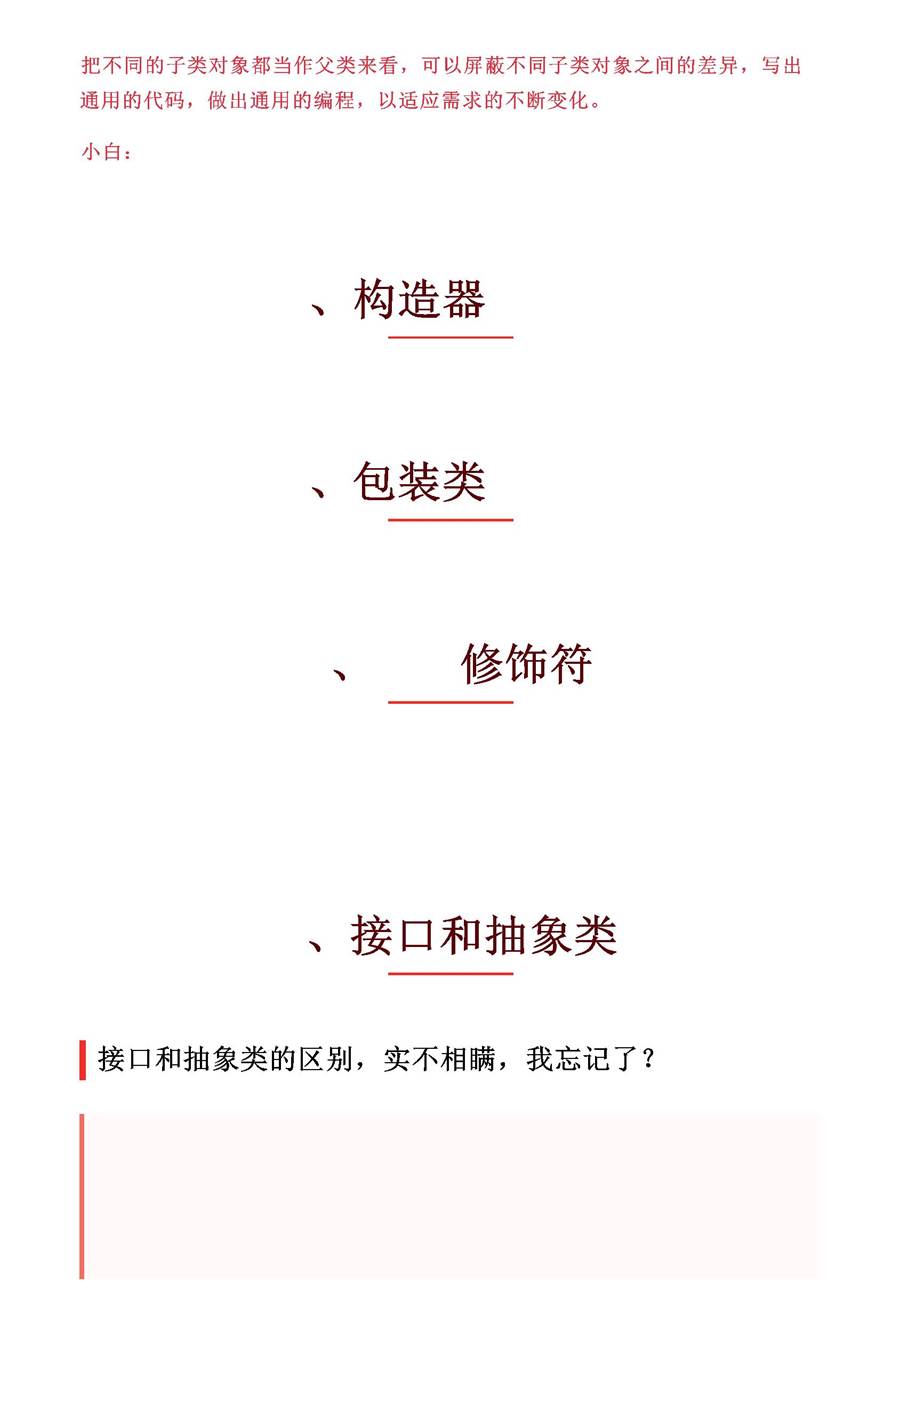 把不同的子类对象都当作父类来看，可以屏蔽不同子类对象之间的差异，写出
通用的代码，做出通用的编程，以适应需求的不断变化。
小白：
、构造器
、包装类
、 修饰符
、接口和抽象类
接口和抽象类的区别，实不相瞒，我忘记了？